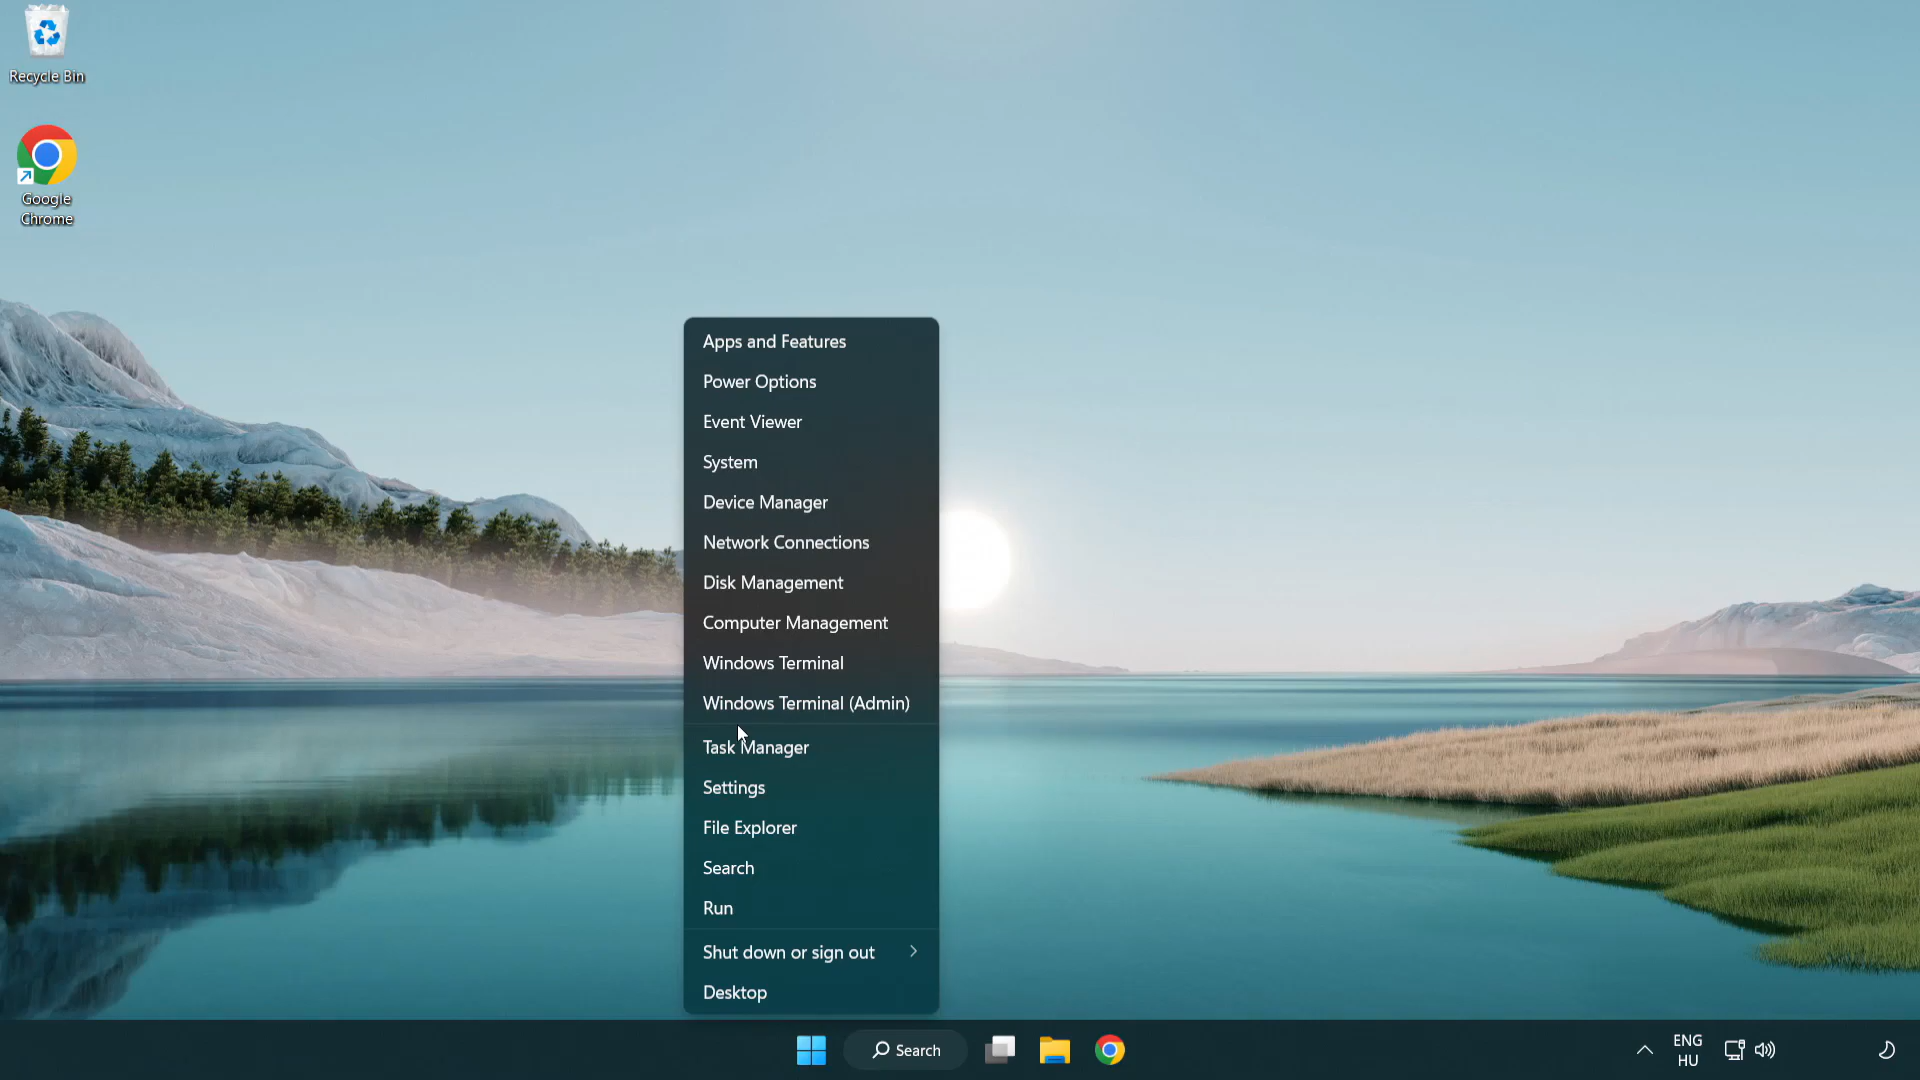 Recycle Bin
Google
Chrome
Apps and Features
Power Options
Event Viewer
System
Device Manager
Network Connections
Disk Management
Computer Management
Windows Terminal
Windows Terminal (Admin)
Task Manager
Settings
File Explorer
Search
Run
Shut down or sign out
Desktop
Search
ENG
HU